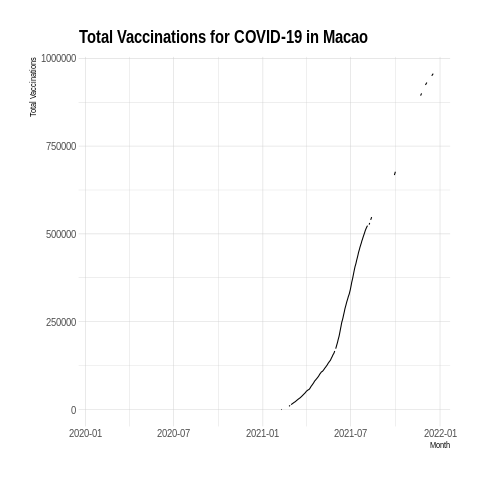 Total Vaccinations for COVID-19 in Macao
Total Vaccinations
1000000
750000
500000
250000
0
2020-01 2020-07 2021-01 2021-07 2022-01
Month